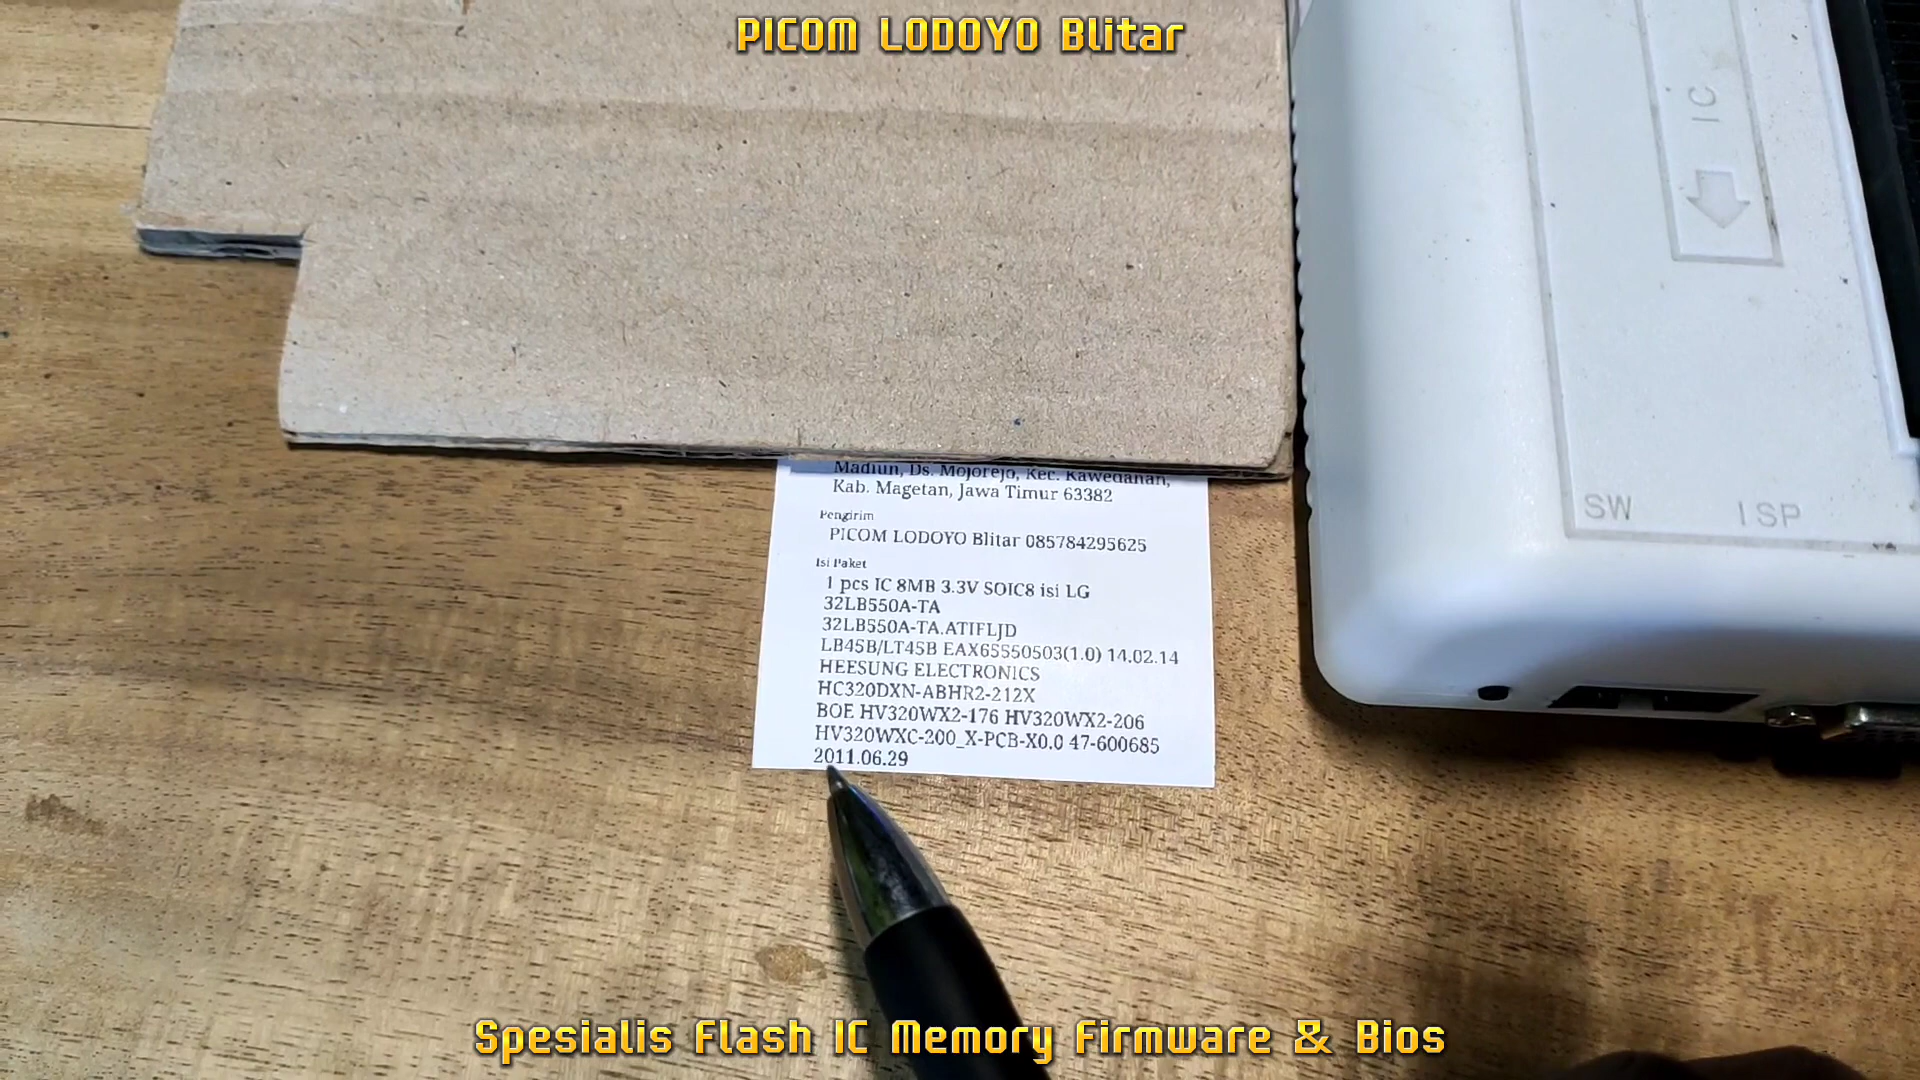 PICOM LODOYO Blitar
IC
Madiun, Ds. Mojorejo, Kec. Kawedanan,
Kab. Magetan, Jawa Timur 63382
Pengirim
PICOM LODOYO Blitar 085784295625
Isi Paket
1 pcs IC 8MB 3.3V SOIC8 isi LG
32LB550A-TA
32LB550A-TA.ATIFLJD
LB45B/LT45B EAX65550503(1.0) 14.02.14
HEESUNG ELECTRONICS
HC320DXN-ABHR2-212X
BOE HV320WX2-176 HV320WX2-206
HV320WXC-200_X-PCB-X0.0 47-600685
2011.06.29
SW ISP
Spesialis Flash IC Memory Firmware & Bios